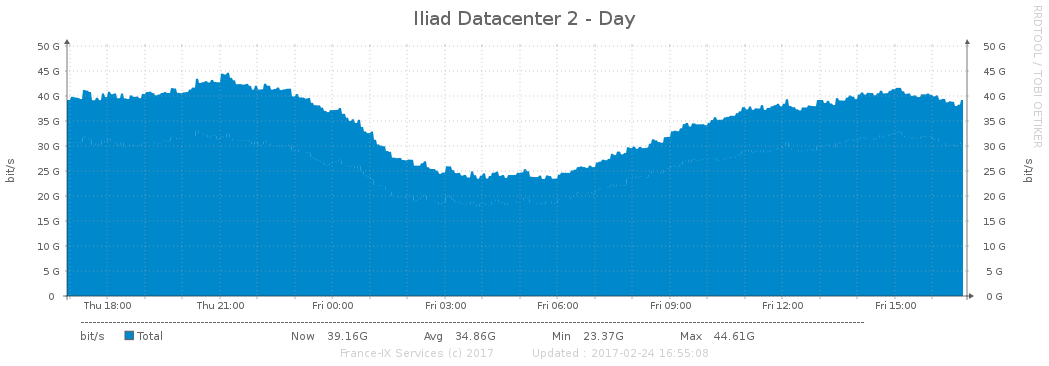 Iliad Datacenter 2 - Day
RRDTOOL / TOBI OETIKER
bit/s
50 G
45 G
40 G
35 G
30 G
25 G
20 G
15 G
10 G
5 G
0
50 G
45 G
40 G
35 G
30 G
25 G
20 G
15 G
10 G
5 G
0 G
bit/s
Thu 18:00 Thu 21:00 Fri 00:00 Fri 03:00 Fri 06:00 Fri 09:00 Fri 12:00 Fri 15:00
bit/s Total Now 39.16G Avg 34.86G Min 23.37G Max 44.61G
France-IX Services (c) 2017 Updated : 2017-02-24 16:55:08